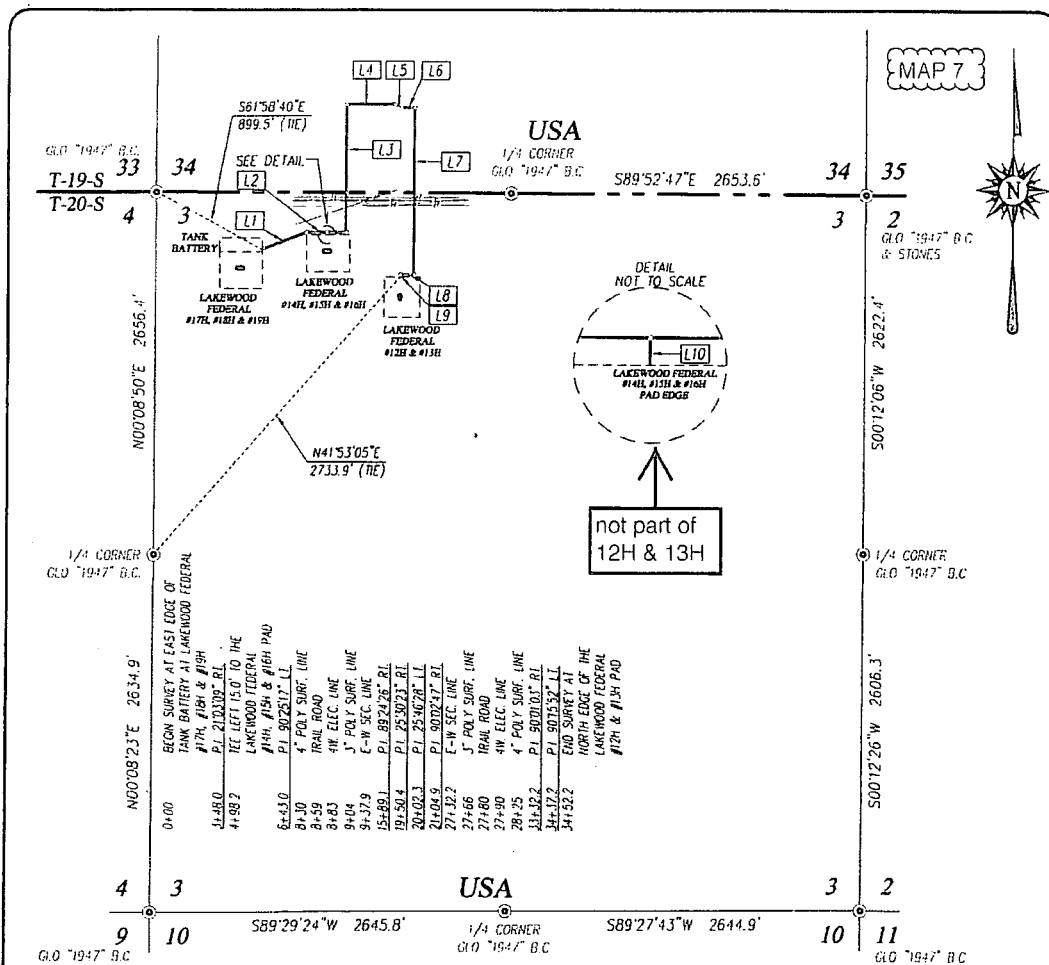 MAP 7
L4 L5 L6
S61°58'40"E
899.5' (TIE)
USA
GLO "1947" B.C.
1/4 CORNER
GLO "1947" B.C
L3
SEE DETAIL
33 34
34 35
L2
L7
T-19-S
S89°52'47"E 2653.6'
T-20-S
4 3
3 2
L1
GLO "1947" B.C
& STONES
TANK
BATTERY
N
LAKEWOOD
FEDERAL
#17H, #18H & #19H
LAKEWOOD FEDERAL
#14H, #15H & #16H
L8
L9
LAKEWOOD
FEDERAL
#12H & #13H
DETAIL
NOT TO SCALE
L10
LAKEWOOD FEDERAL
#14H, #15H & #16H
PAD EDGE
N00°08'50"E 2656.4'
S00°12'06"W 2622.4'
N41°53'05"E
2733.9' (TIE)
not part of
12H & 13H
1/4 CORNER
GLO "1947" B.C.
1/4 CORNER
GLO "1947" B.C
N00°08'23"E 2634.9'
S00°12'26"W 2606.3'
0+00 BEGIN SURVEY AT EAST EDGE OF
TANK BATTERY AT LAKEWOOD FEDERAL
#17H, #18H & #19H
3+48.0 P.I. 21°03'09" RT.
4+98.2 TEE LEFT 15.0' TO THE
LAKEWOOD FEDERAL
#14H, #15H & #16H PAD
6+43.0 P.I. 90°25'17" LT.
8+30 4" POLY SURF. LINE
8+59 TRAIL ROAD
8+83 4W. ELEC. LINE
9+04 3" POLY SURF. LINE
9+37.9 E-W SEC. LINE
15+89.1 P.I. 89°24'26" RT.
19+50.4 P.I. 25°30'23" RT.
20+02.3 P.I. 25°46'28" LT.
21+04.9 P.I. 90°02'47" RT.
27+32.2 E-W SEC. LINE
27+66 3" POLY SURF. LINE
27+80 TRAIL ROAD
27+90 4W. ELEC. LINE
28+25 4" POLY SURF. LINE
33+32.2 P.I. 90°01'03" RT.
34+37.2 P.I. 90°15'52" LT.
34+52.2 END SURVEY AT
NORTH EDGE OF THE
LAKEWOOD FEDERAL
#12H & #13H PAD
4 3
USA
3 2
S89°29'24"W 2645.8'
S89°27'43"W 2644.9'
9 10
1/4 CORNER
GLO "1947" B.C
10 11
GLO "1947" B.C
GLO "1947" B.C